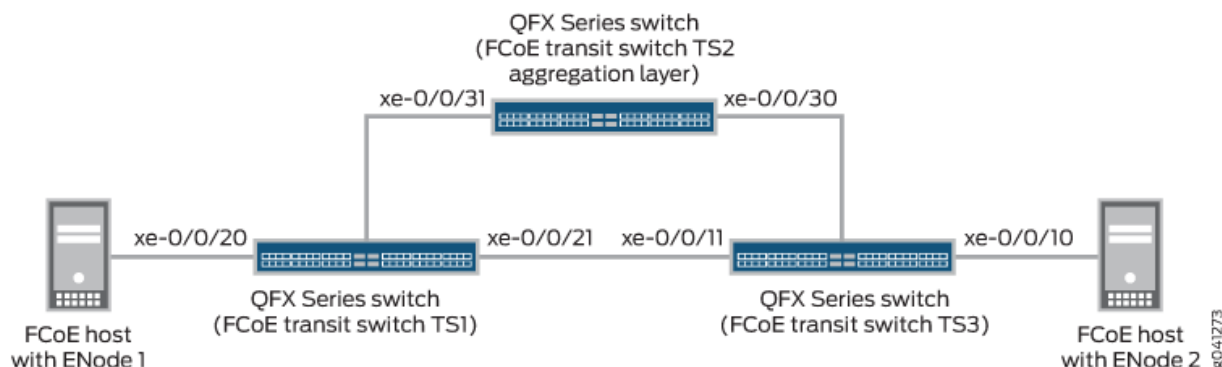 QFX Series switch
(FCoE transit switch TS2
aggregation layer)
xe-0/0/31
xe-0/0/30
xe-0/0/20
xe-0/0/21
xe-0/0/11
xe-0/0/10
QFX Series switch
(FCoE transit switch TS1)
QFX Series switch
(FCoE transit switch TS3)
FCoE host
with ENode 1
FCoE host
with ENode 2
g041273